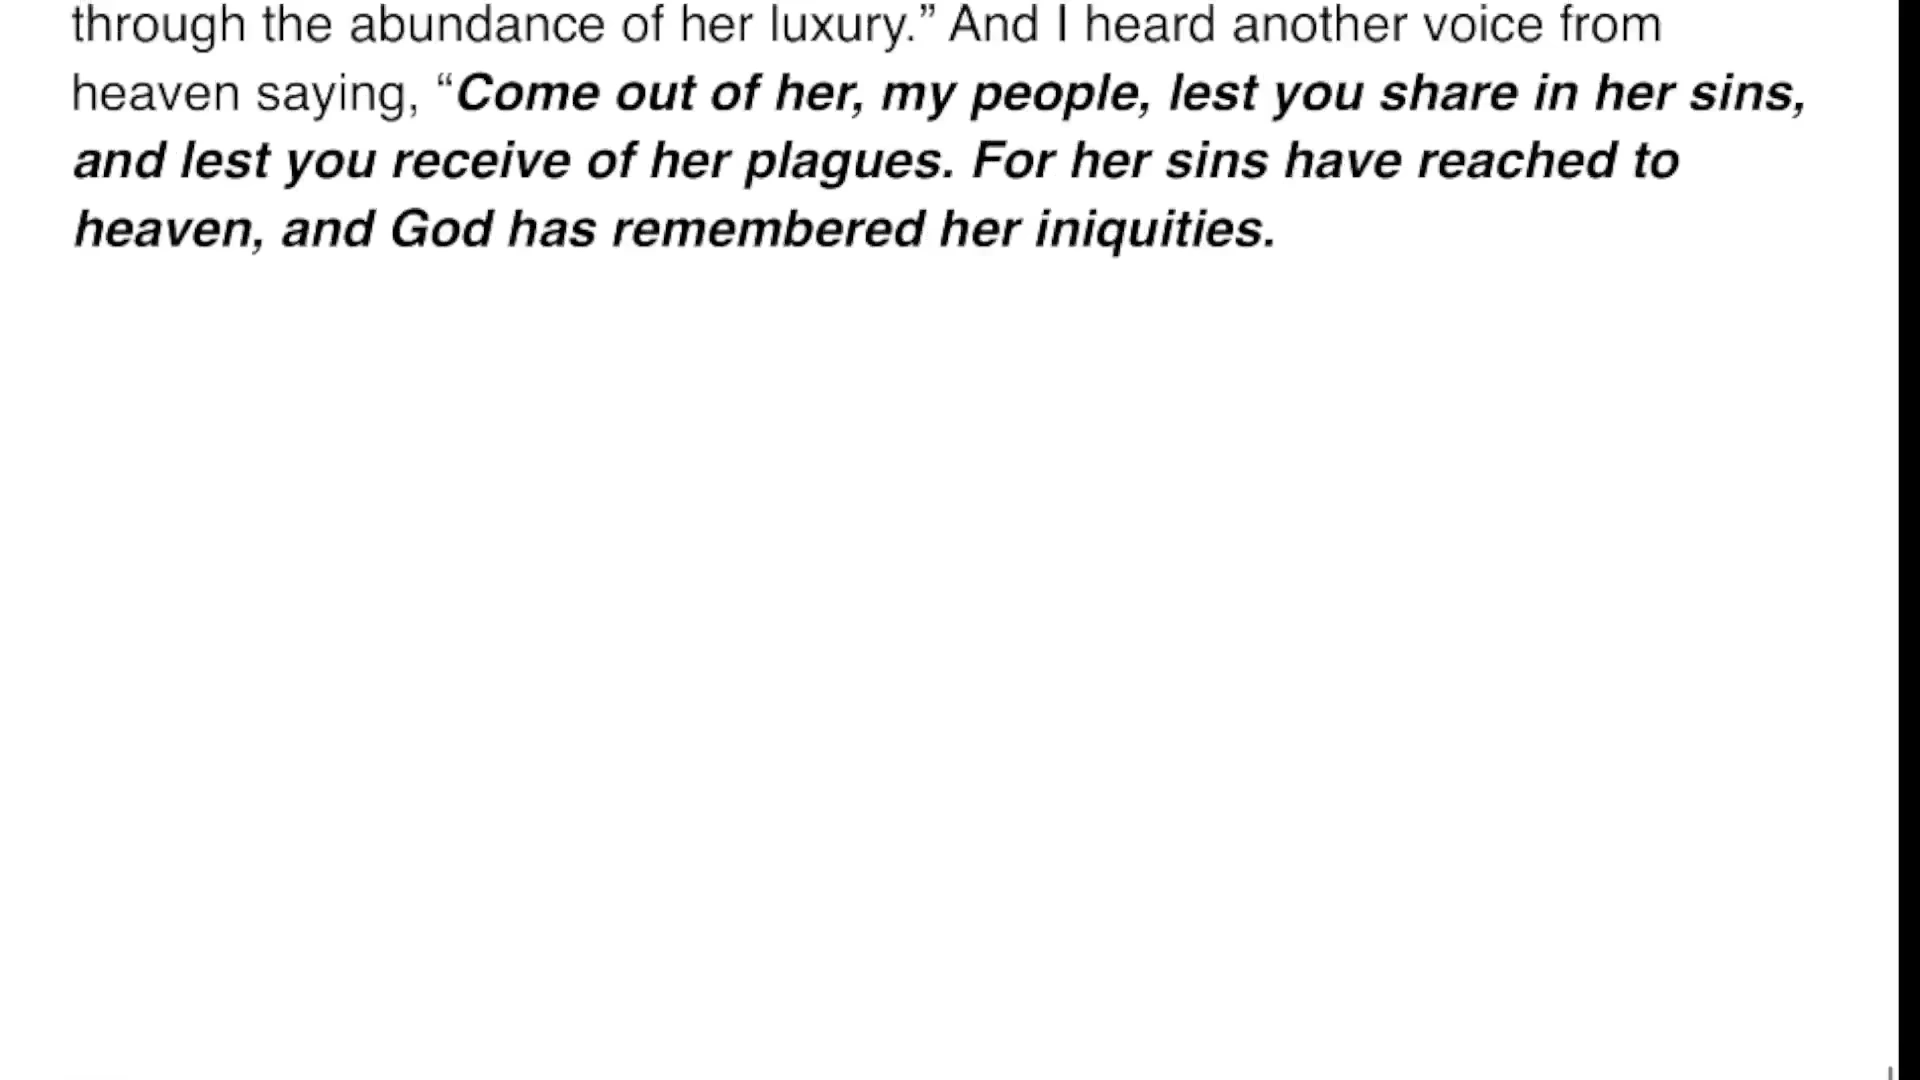 through the abundance of her luxury.” And I heard another voice from
heaven saying, “Come out of her, my people, lest you share in her sins,
and lest you receive of her plagues. For her sins have reached to
heaven, and God has remembered her iniquities.